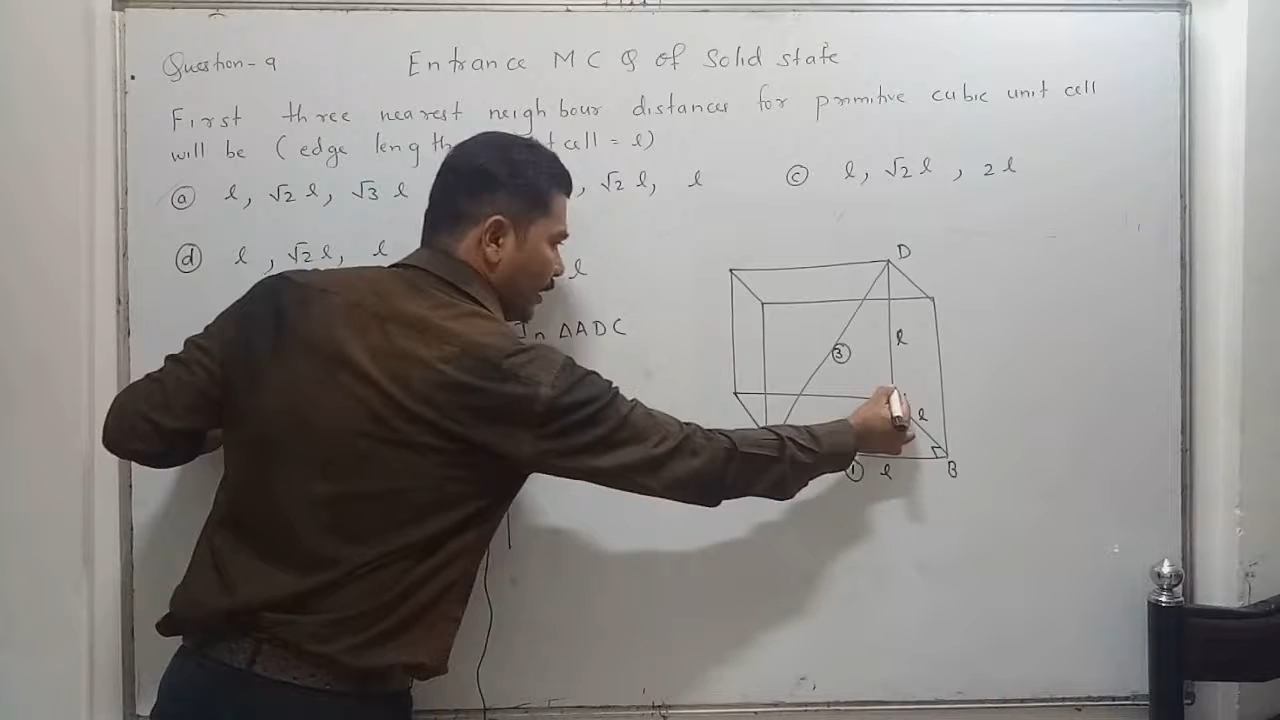 Question-9 Entrance MCQ of Solid state
First three nearest neighbour distances for primitive cubic unit cell
will be (edge length cell = l)
(a) l, √2 l, √3 l , √2 l, l (c) l, √2 l, 2 l
(d) l, √2 l, l l
D
In ΔADC
l
③
l
① l B